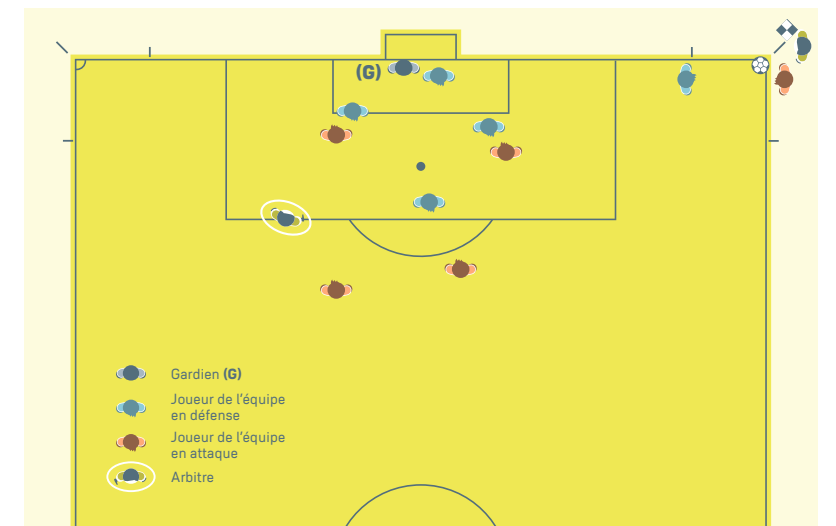 (G)
Gardien (G)
Joueur de l'équipe
en défense
Joueur de l'équipe
en attaque
Arbitre